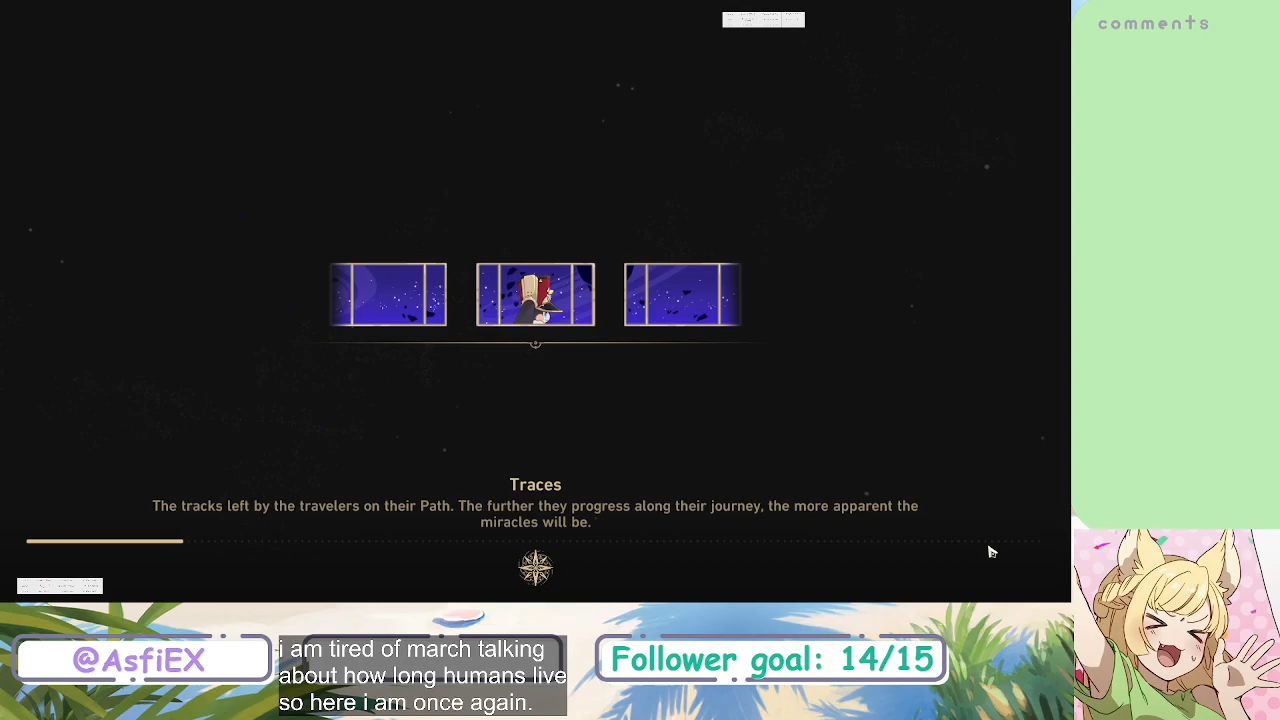 comments
Traces
The tracks left by the travelers on their Path. The further they progress along their journey, the more apparent the
miracles will be.
@AsfiEX
i am tired of march talking
about how long humans live
so here i am once again.
Follower goal: 14/15